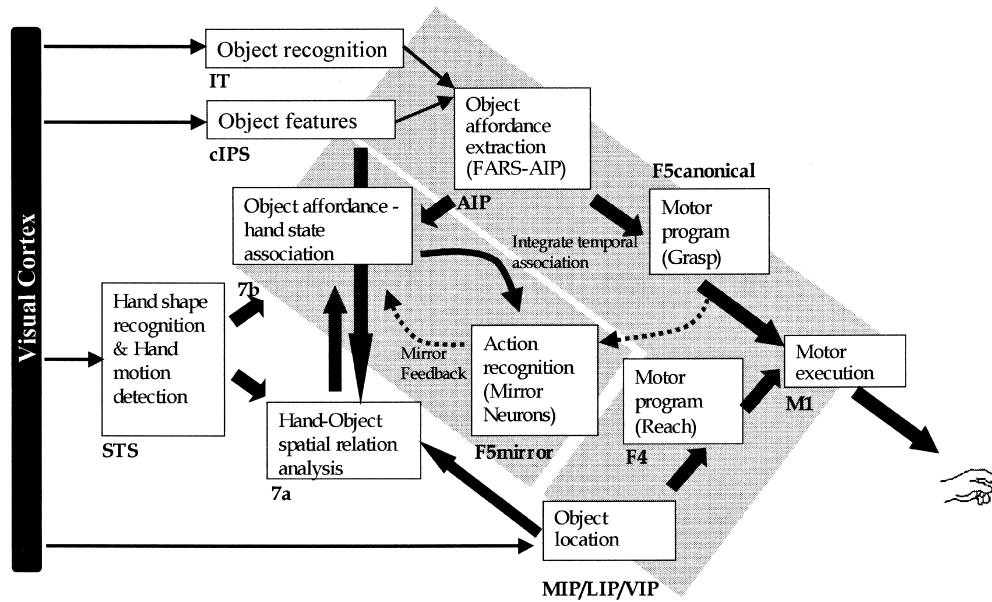 Visual Cortex
Object recognition
IT
Object features
cIPS
Object
affordance
extraction
(FARS-AIP)
AIP
F5canonical
Motor
program
(Grasp)
Object affordance -
hand state
association
7b
Integrate temporal
association
Hand shape
recognition
& Hand
motion
detection
STS
Mirror
Feedback
Action
recognition
(Mirror
Neurons)
F5mirror
Motor
program
(Reach)
F4
Motor
execution
M1
Hand-Object
spatial relation
analysis
7a
Object
location
MIP/LIP/VIP